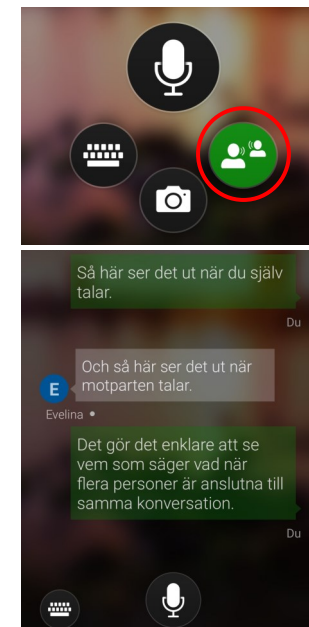 Så här ser det ut när du själv
talar.
Du
Och så här ser det ut när
motparten talar.
E
Evelina
Det gör det enklare att se
vem som säger vad när
flera personer är anslutna till
samma konversation.
Du